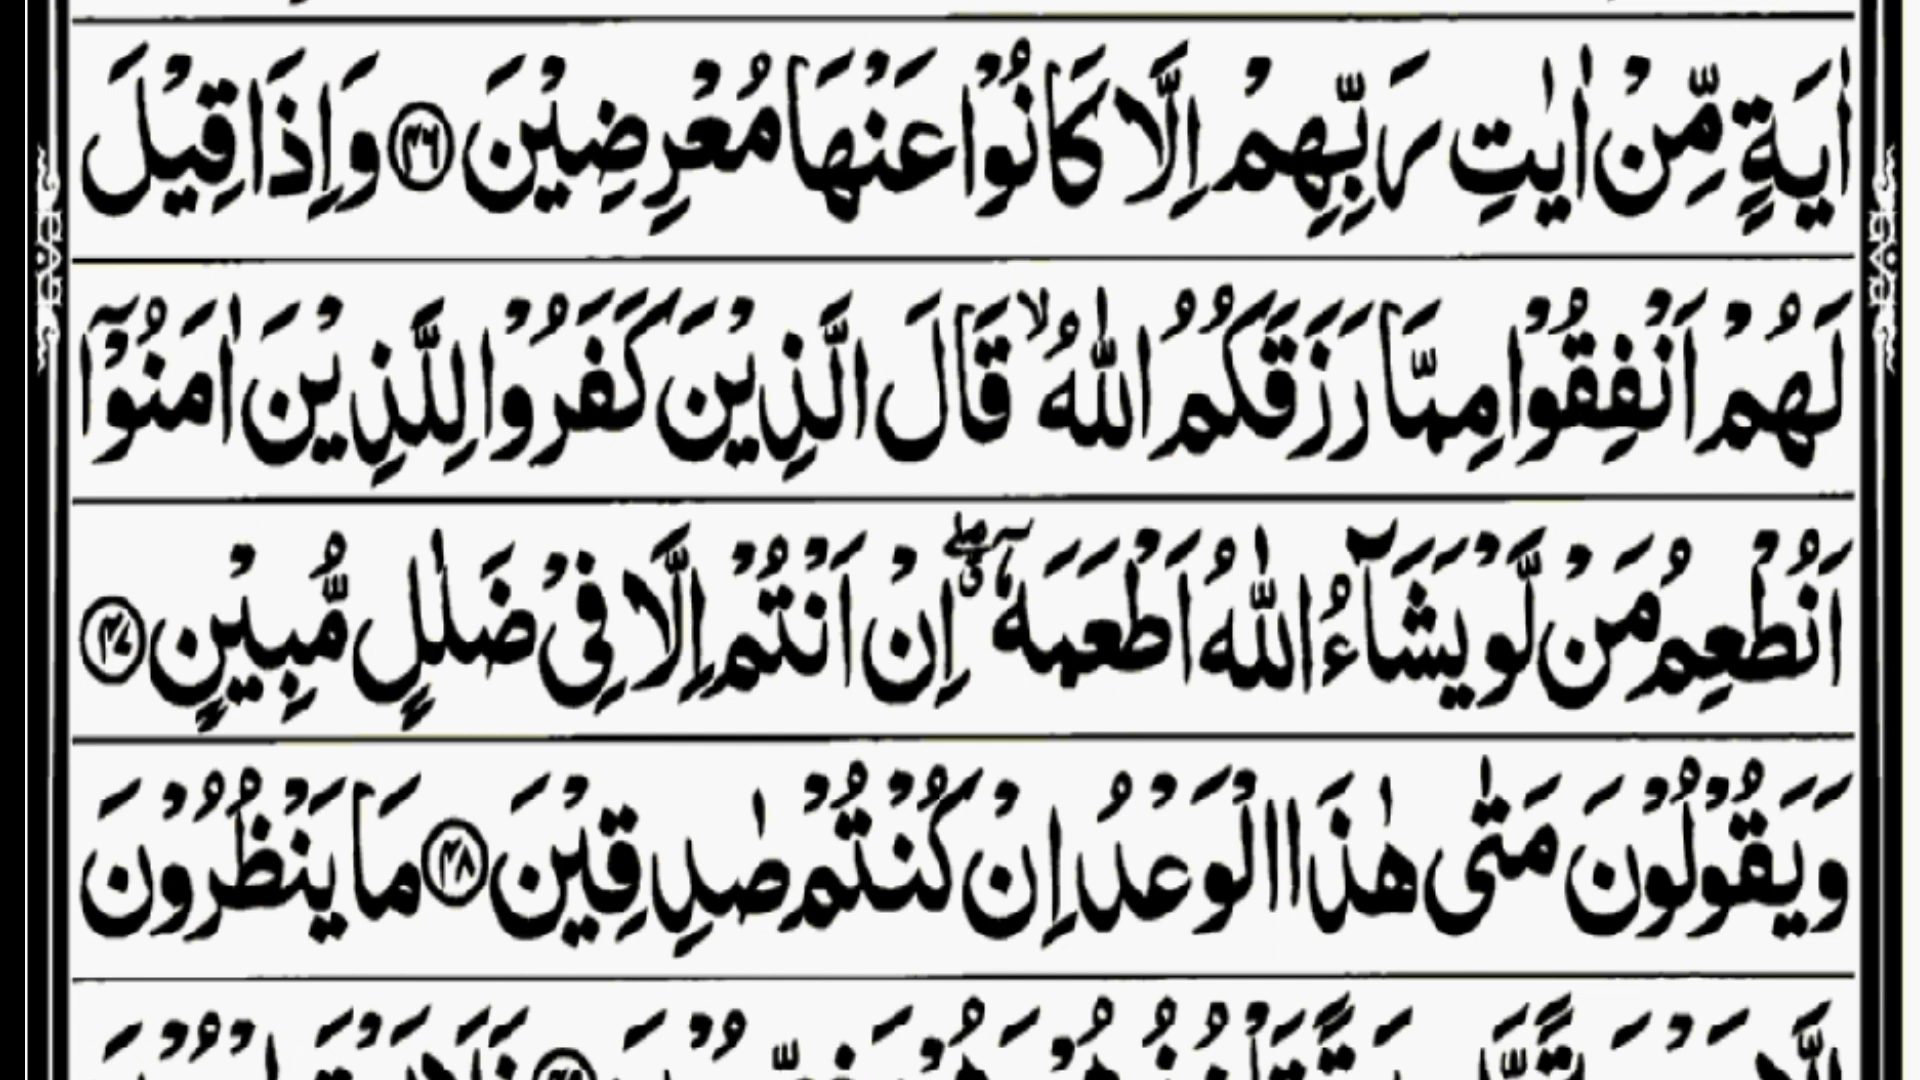 اٰيَةٍ مِّنْ اٰيٰتِ رَبِّهِمْ اِلَّا كَانُوْا عَنْهَا مُعْرِضِيْنَ ۴۶ وَاِذَا قِيْلَ
لَهُمْ اَنْفِقُوْا مِمَّا رَزَقَكُمُ اللّٰهُ ۙ قَالَ الَّذِيْنَ كَفَرُوْا لِلَّذِيْنَ اٰمَنُوْۤا
اَنُطْعِمُ مَنْ لَّوْ يَشَآءُ اللّٰهُ اَطْعَمَهٗۤ ۖ ق اِنْ اَنْتُمْ اِلَّا فِىْ ضَلٰلٍ مُّبِيْنٍ ۴۷
وَيَقُوْلُوْنَ مَتٰى هٰذَا الْوَعْدُ اِنْ كُنْتُمْ صٰدِقِيْنَ ۴۸ مَا يَنْظُرُوْنَ